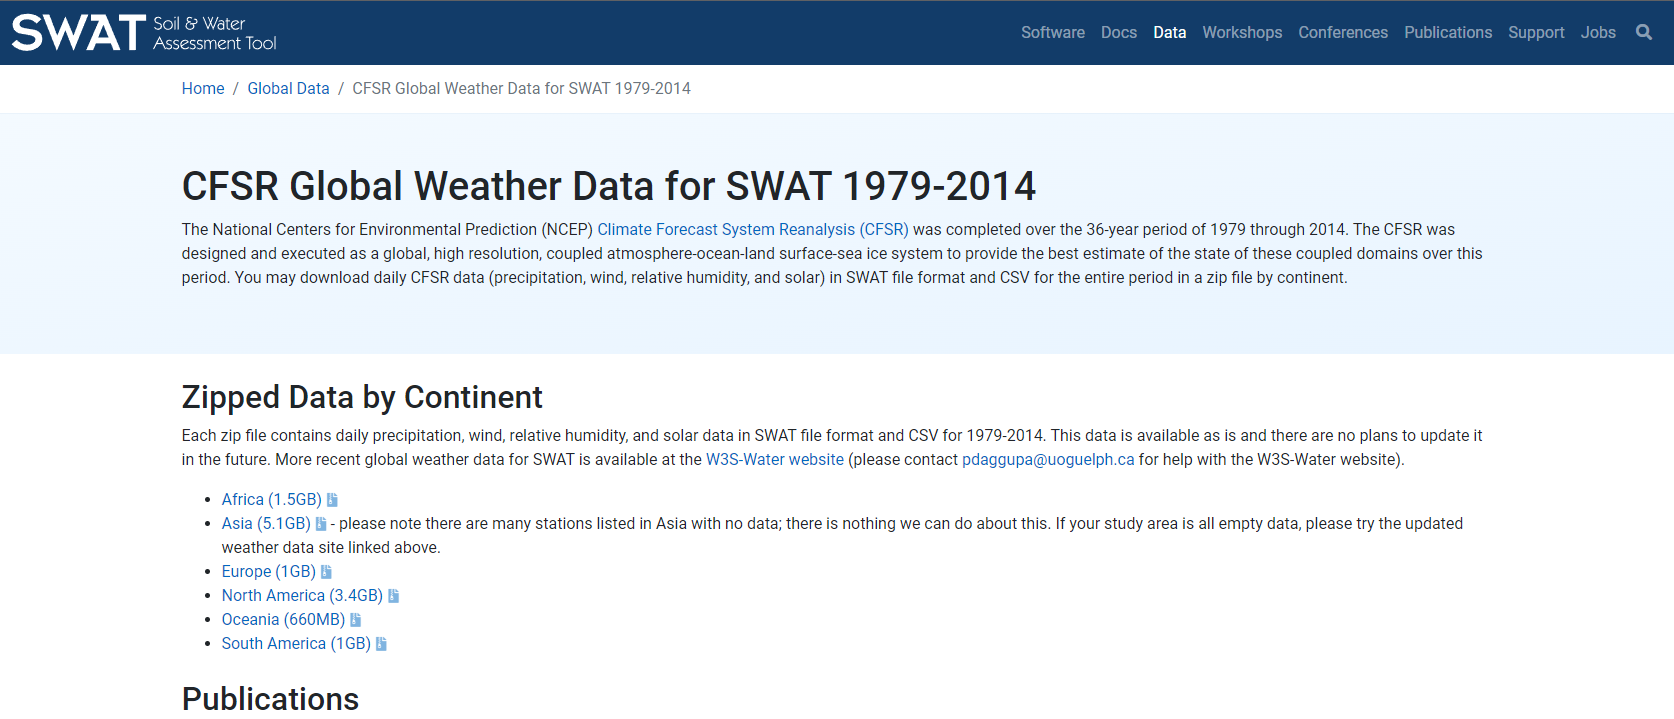 SWAT Soil & Water
Assessment Tool
Software Docs Data Workshops Conferences Publications Support Jobs
Home / Global Data / CFSR Global Weather Data for SWAT 1979-2014
CFSR Global Weather Data for SWAT 1979-2014
The National Centers for Environmental Prediction (NCEP) Climate Forecast System Reanalysis (CFSR) was completed over the 36-year period of 1979 through 2014. The CFSR was
designed and executed as a global, high resolution, coupled atmosphere-ocean-land surface-sea ice system to provide the best estimate of the state of these coupled domains over this
period. You may download daily CFSR data (precipitation, wind, relative humidity, and solar) in SWAT file format and CSV for the entire period in a zip file by continent.
Zipped Data by Continent
Each zip file contains daily precipitation, wind, relative humidity, and solar data in SWAT file format and CSV for 1979-2014. This data is available as is and there are no plans to update it
in the future. More recent global weather data for SWAT is available at the W3S-Water website (please contact pdaggupa@uoguelph.ca for help with the W3S-Water website).
• Africa (1.5GB)
• Asia (5.1GB) - please note there are many stations listed in Asia with no data; there is nothing we can do about this. If your study area is all empty data, please try the updated
weather data site linked above.
• Europe (1GB)
• North America (3.4GB)
• Oceania (660MB)
• South America (1GB)
Publications